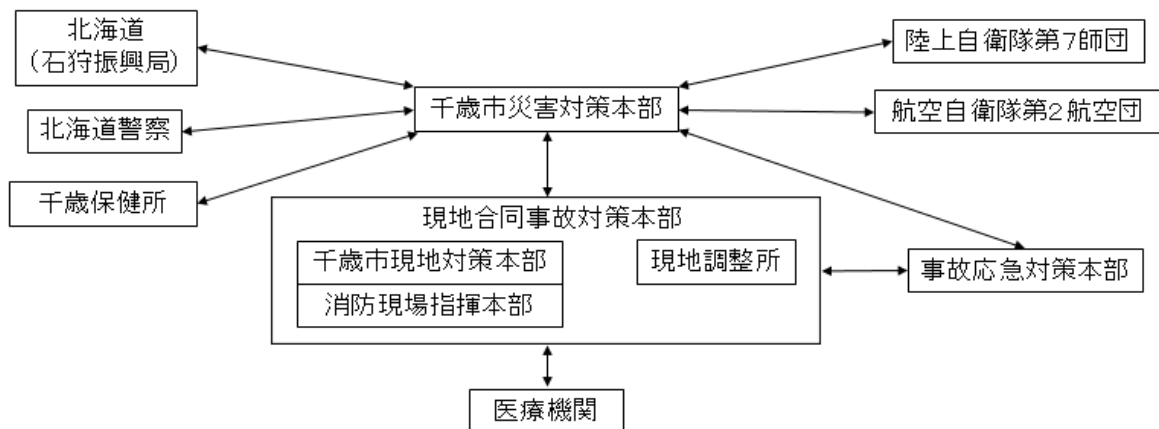 北海道
（石狩振興局）
陸上自衛隊第７師団
千歳市災害対策本部
航空自衛隊第２航空団
北海道警察
千歳保健所
現地合同事故対策本部
千歳市現地対策本部
現地調整所
事故応急対策本部
消防現場指揮本部
医療機関